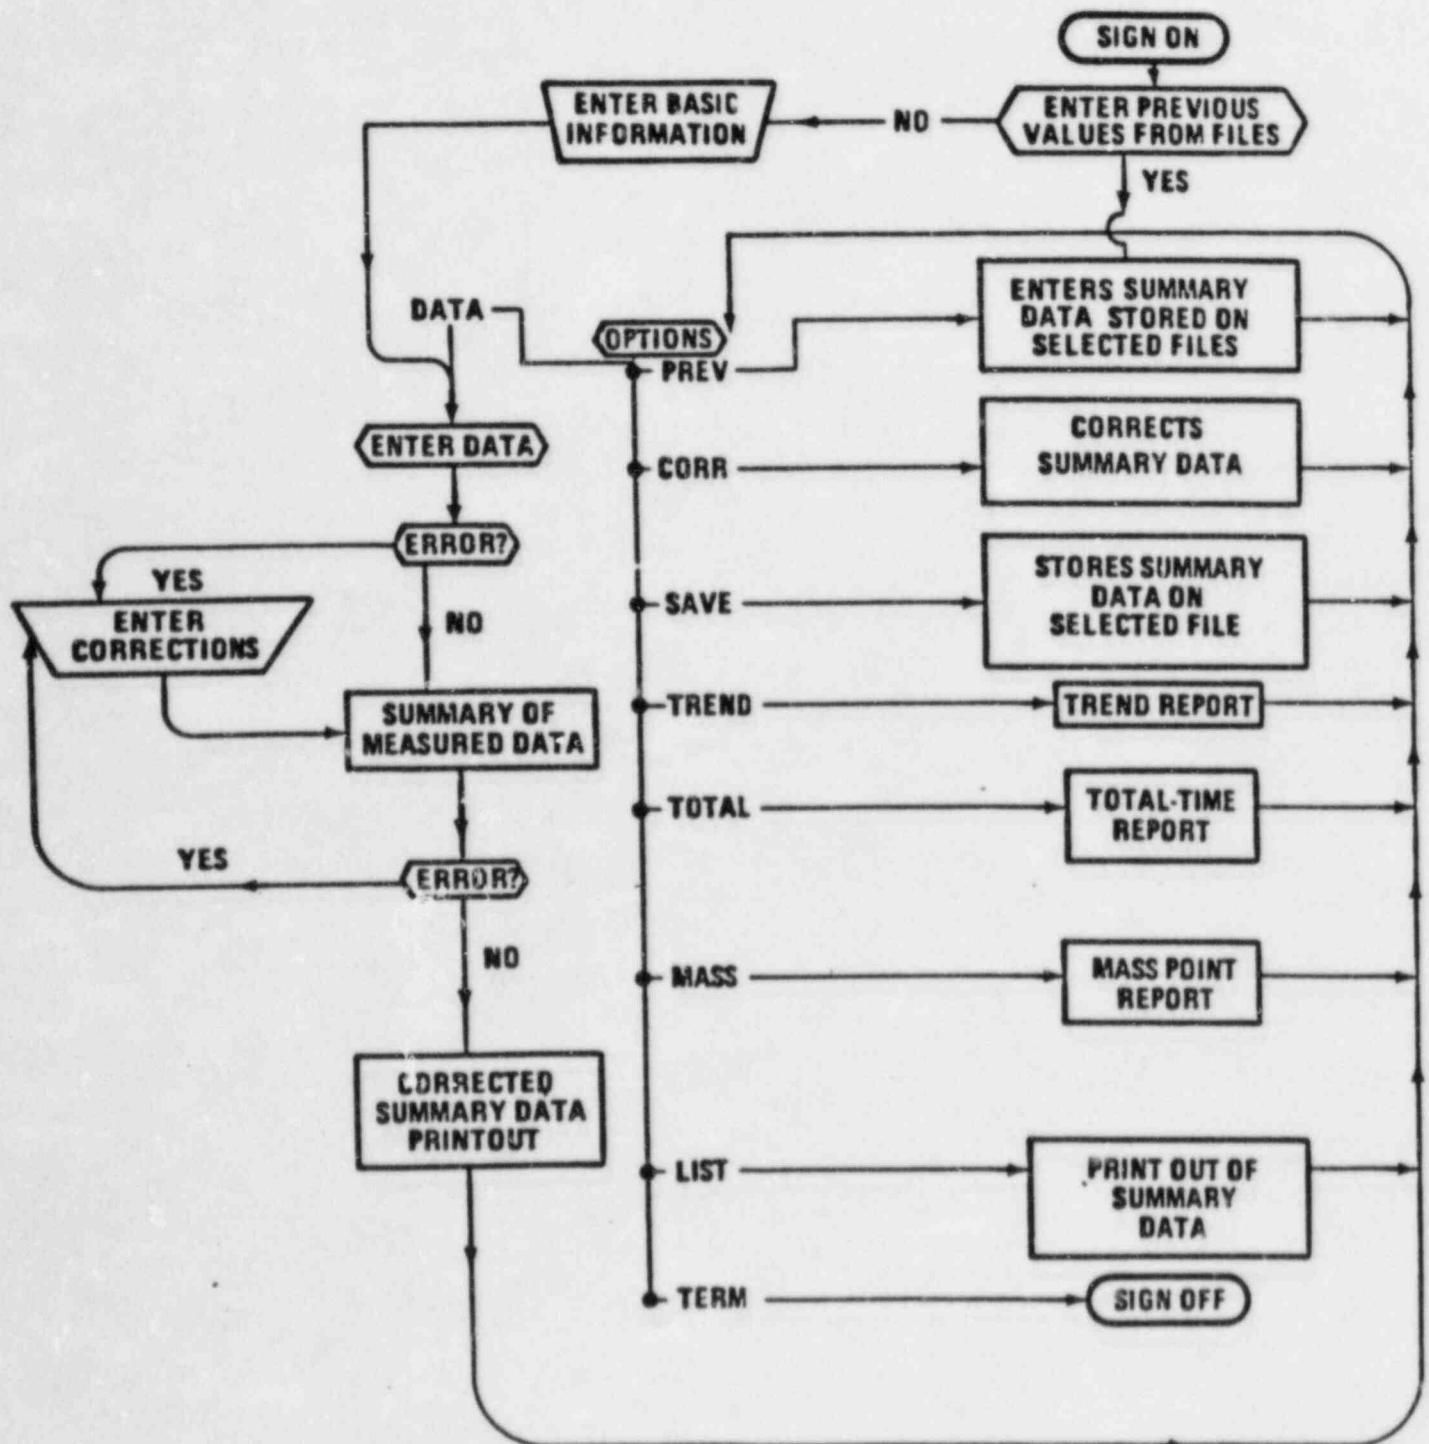 SIGN ON
ENTER PREVIOUS
VALUES FROM FILES
NO
ENTER BASIC
INFORMATION
YES
ENTERS SUMMARY
DATA STORED ON
SELECTED FILES
DATA
OPTIONS
PREV
ENTER DATA
CORR
CORRECTS
SUMMARY DATA
ERROR?
YES
NO
ENTER
CORRECTIONS
SAVE
STORES SUMMARY
DATA ON
SELECTED FILE
SUMMARY OF
MEASURED DATA
TREND
TREND REPORT
TOTAL
TOTAL-TIME
REPORT
YES
ERROR?
NO
MASS
MASS POINT
REPORT
CORRECTED
SUMMARY DATA
PRINTOUT
LIST
PRINT OUT OF
SUMMARY
DATA
TERM
SIGN OFF